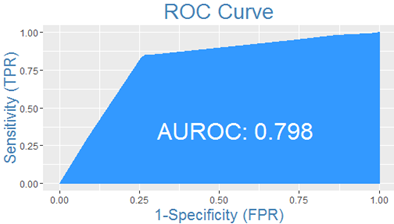 ROC Curve
Sensitivity (TPR)
1.00
0.75
0.50
0.25
0.00
AUROC: 0.798
0.00 0.25 0.50 0.75 1.00
1-Specificity (FPR)